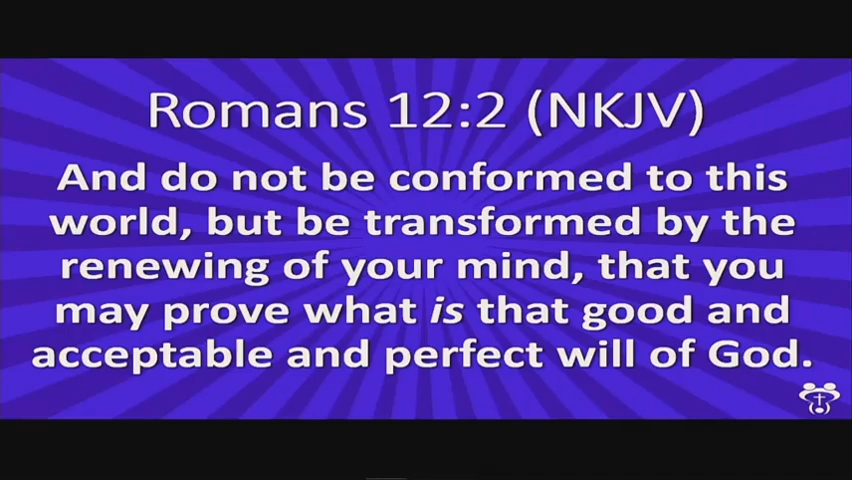 Romans 12:2 (NKJV)
And do not be conformed to this
world, but be transformed by the
renewing of your mind, that you
may prove what is that good and
acceptable and perfect will of God.